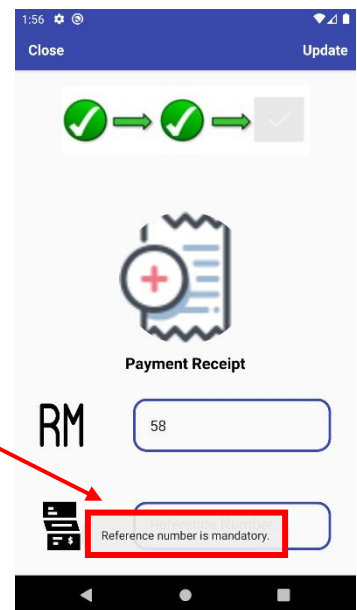 1:56
Close Update
Payment Receipt
RM
58
Reference Number
Reference number is mandatory.